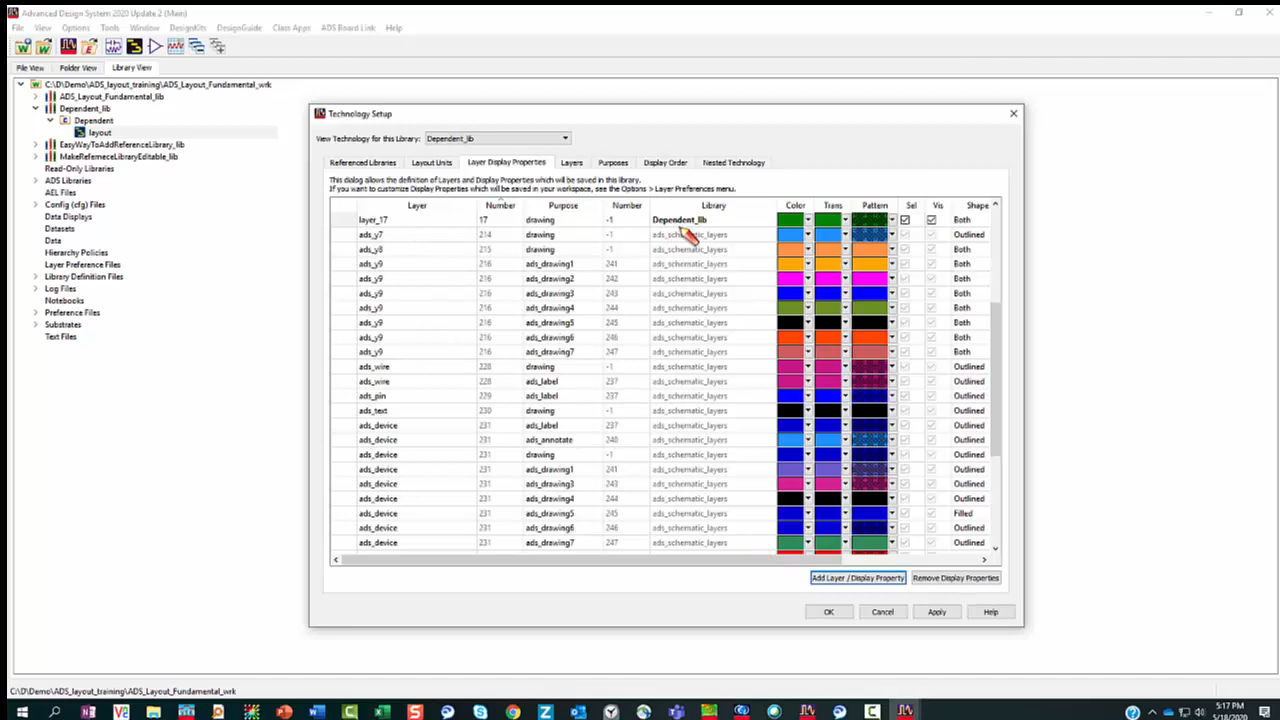 Advanced Design System 2020 Update 2 (Main)
File View Options Tools Window DesignKits DesignGuide Class Apps ADS Board Link Help
File View Folder View Library View
C:\D\Demo\ADS_layout_training\ADS_Layout_Fundamental_wrk
ADS_Layout_Fundamental_lib
Dependent_lib
Dependent
layout
EasyWayToAddReferenceLibrary_lib
MakeReferneceLibraryEditable_lib
Read-Only Libraries
ADS Libraries
AEL Files
Config (cfg) Files
Data Displays
Datasets
Data
Hierarchy Policies
Layer Preference Files
Library Definition Files
Log Files
Notebooks
Preference Files
Substrates
Text Files
Technology Setup
View Technology for this Library: Dependent_lib
Referenced Libraries Layout Units Layer Display Properties Layers Purposes Display Order Nested Technology
This dialog allows the definition of Layers and Display Properties which will be saved in this library.
If you want to customize Display Properties which will be saved in your workspace, see the Options > Layer Preferences menu.
Layer Number Purpose Number Library Color Trans Pattern Sel Vis Shape
layer_17 17 drawing -1 Dependent_lib Both
ads_y7 214 drawing -1 ads_schematic_layers Outlined
ads_y8 215 drawing -1 ads_schematic_layers Both
ads_y9 216 ads_drawing1 241 ads_schematic_layers Both
ads_y9 216 ads_drawing2 242 ads_schematic_layers Both
ads_y9 216 ads_drawing3 243 ads_schematic_layers Both
ads_y9 216 ads_drawing4 244 ads_schematic_layers Both
ads_y9 216 ads_drawing5 245 ads_schematic_layers Both
ads_y9 216 ads_drawing6 246 ads_schematic_layers Both
ads_y9 216 ads_drawing7 247 ads_schematic_layers Both
ads_wire 228 drawing -1 ads_schematic_layers Outlined
ads_wire 228 ads_label 237 ads_schematic_layers Outlined
ads_pin 229 ads_label 237 ads_schematic_layers Outlined
ads_text 230 drawing -1 ads_schematic_layers Outlined
ads_device 231 ads_label 237 ads_schematic_layers Outlined
ads_device 231 ads_annotate 240 ads_schematic_layers Outlined
ads_device 231 drawing -1 ads_schematic_layers Outlined
ads_device 231 ads_drawing1 241 ads_schematic_layers Outlined
ads_device 231 ads_drawing3 243 ads_schematic_layers Outlined
ads_device 231 ads_drawing4 244 ads_schematic_layers Outlined
ads_device 231 ads_drawing5 245 ads_schematic_layers Filled
ads_device 231 ads_drawing6 246 ads_schematic_layers Outlined
ads_device 231 ads_drawing7 247 ads_schematic_layers Outlined
Add Layer / Display Property Remove Display Properties
OK Cancel Apply Help
C:\D\Demo\ADS_layout_training\ADS_Layout_Fundamental_wrk
5:17 PM
5/18/2020